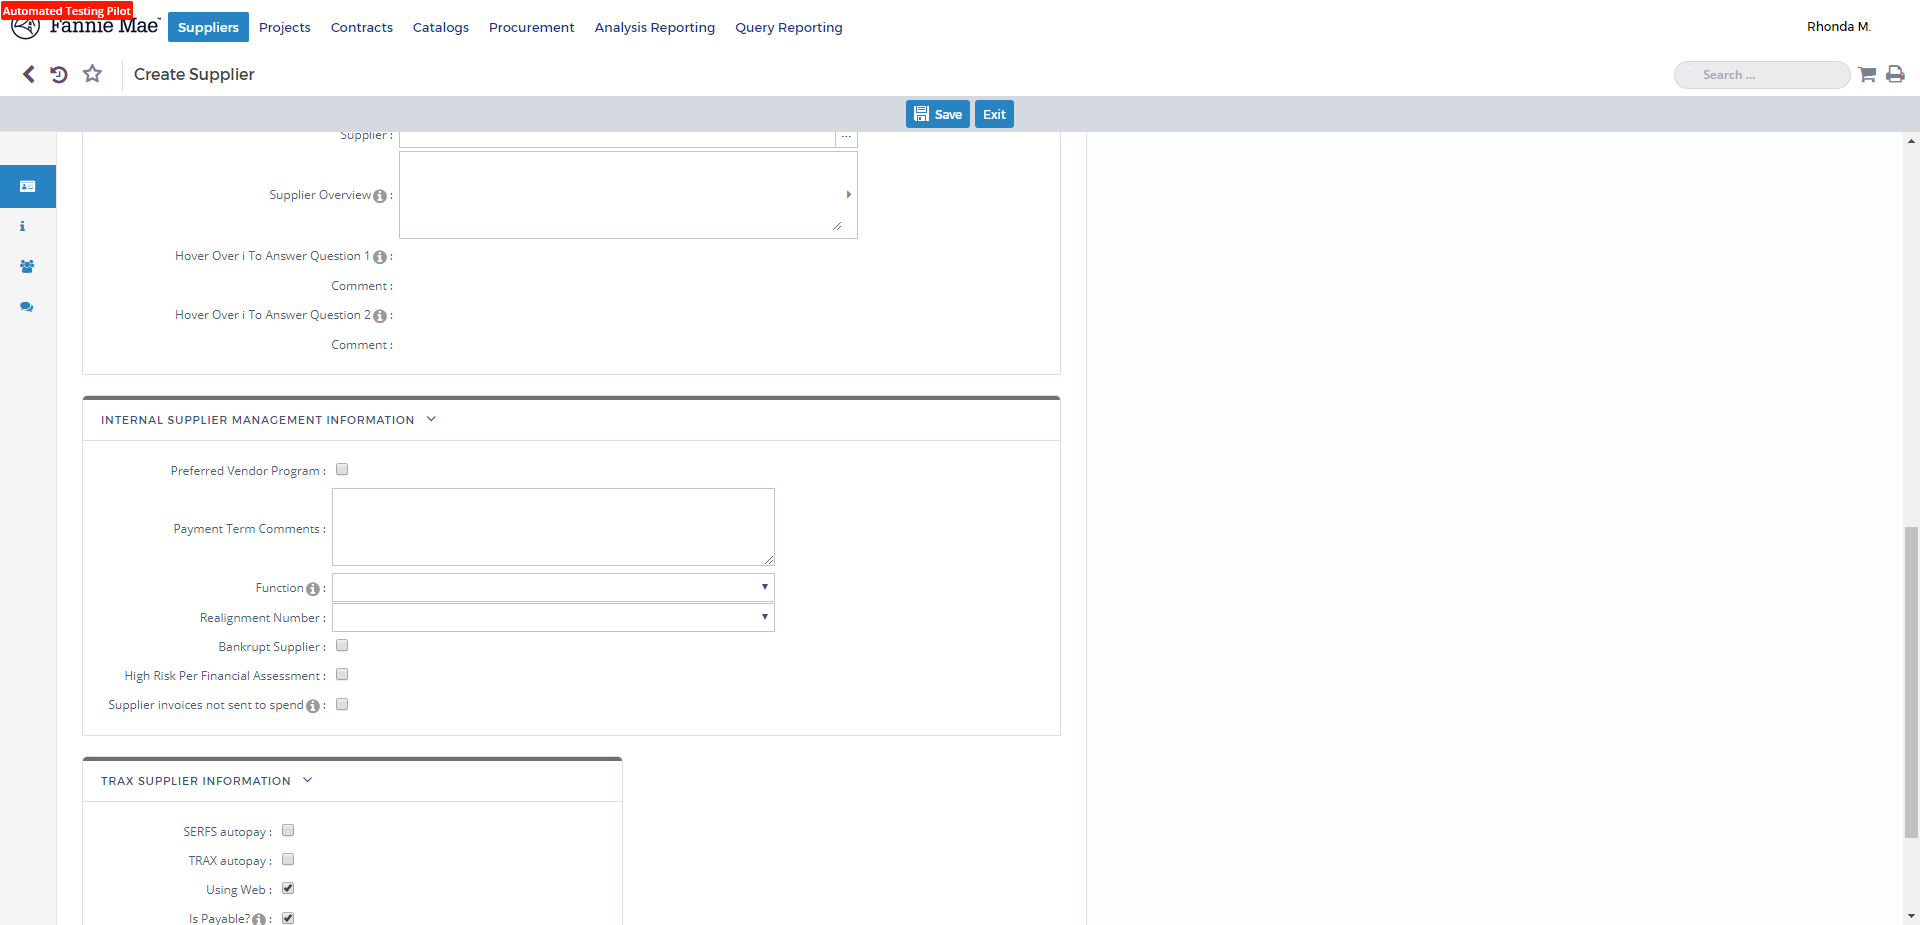 Automated Testing Pilot
Fannie Mae™ Suppliers Projects Contracts Catalogs Procurement Analysis Reporting Query Reporting Rhonda M.
Create Supplier Search ...
Save Exit
Supplier : ...
Supplier Overview i :
Hover Over i To Answer Question 1 i :
Comment :
Hover Over i To Answer Question 2 i :
Comment :
INTERNAL SUPPLIER MANAGEMENT INFORMATION
Preferred Vendor Program :
Payment Term Comments :
Function i :
Realignment Number :
Bankrupt Supplier :
High Risk Per Financial Assessment :
Supplier invoices not sent to spend i :
TRAX SUPPLIER INFORMATION
SERFS autopay :
TRAX autopay :
Using Web :
Is Payable? i :